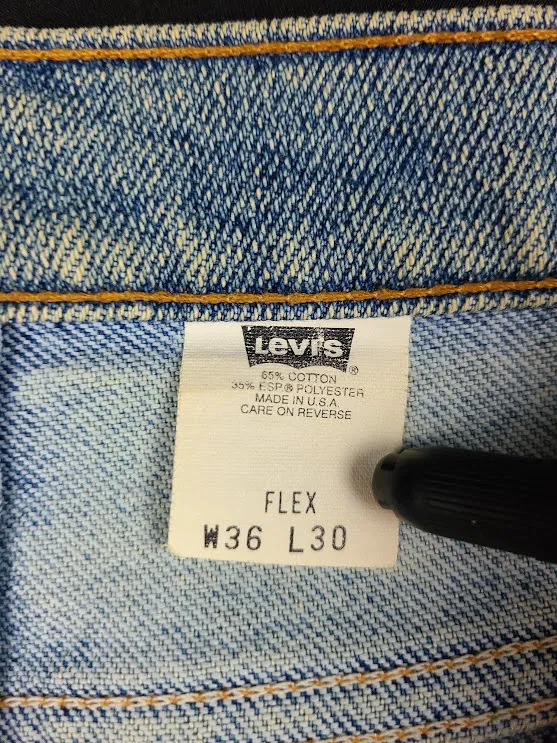 Levi's ®
65% COTTON
35% ESP® POLYESTER
MADE IN U.S.A.
CARE ON REVERSE
FLEX
W36 L30